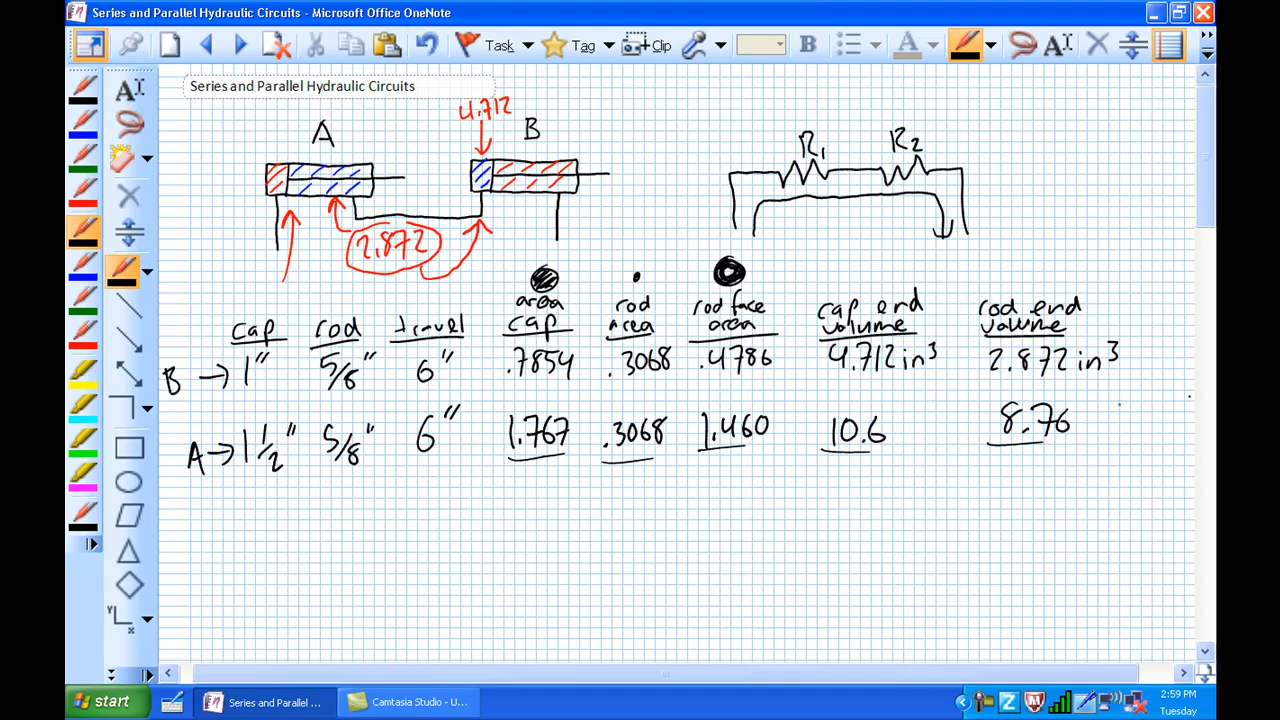 Series and Parallel Hydraulic Circuits - Microsoft Office OneNote
Task Tag Clip B A
Series and Parallel Hydraulic Circuits
4.712
A B R1 R2
2.872
area rod rod face cap end rod end
cap rod travel cap area area volume volume
B → 1" 5/8" 6" .7854 .3068 .4786 4.712 in³ 2.872 in³
A → 1 1/2" 5/8" 6" 1.767 .3068 1.460 10.6 8.76
start Series and Parallel ... Camtasia Studio - U... 2:59 PM
Tuesday